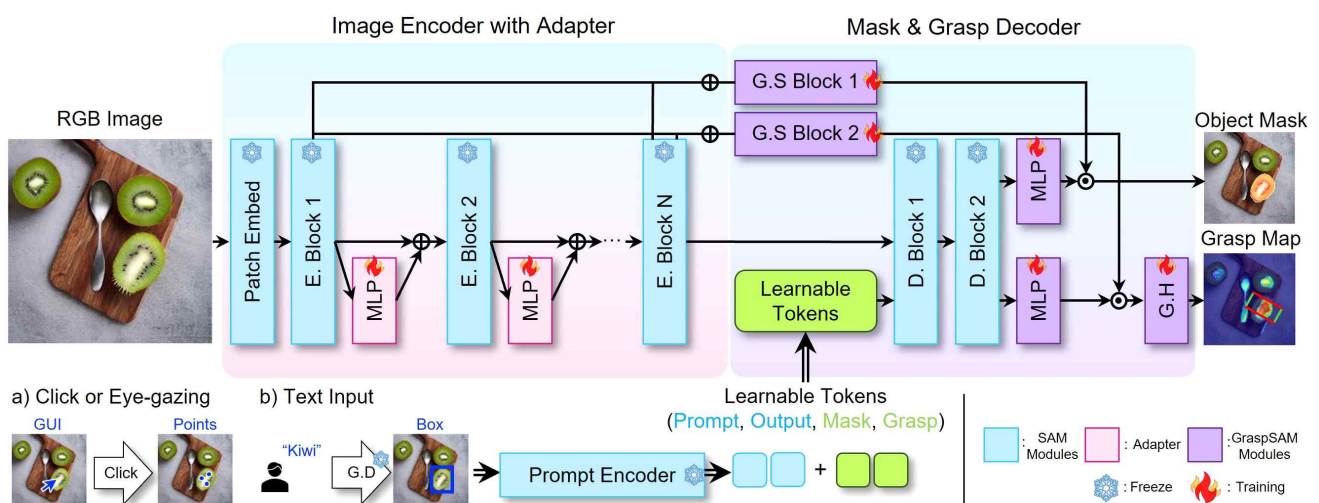 Image Encoder with Adapter
Mask & Grasp Decoder
RGB Image
G.S Block 1
G.S Block 2
Object Mask
Patch Embed
E. Block 1
MLP
E. Block 2
MLP
...
E. Block N
D. Block 1
D. Block 2
MLP
MLP
G.H
Grasp Map
Learnable
Tokens
a) Click or Eye-gazing
GUI
Click
Points
b) Text Input
“Kiwi”
G.D
Box
Prompt Encoder
+
Learnable Tokens
(Prompt, Output, Mask, Grasp)
: SAM
Modules
: Adapter
: GraspSAM
Modules
: Freeze
: Training